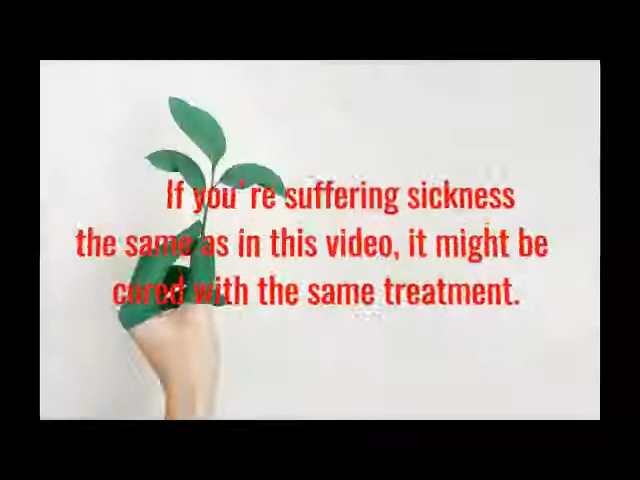 If you're suffering sickness
the same as in this video, it might be
cured with the same treatment.